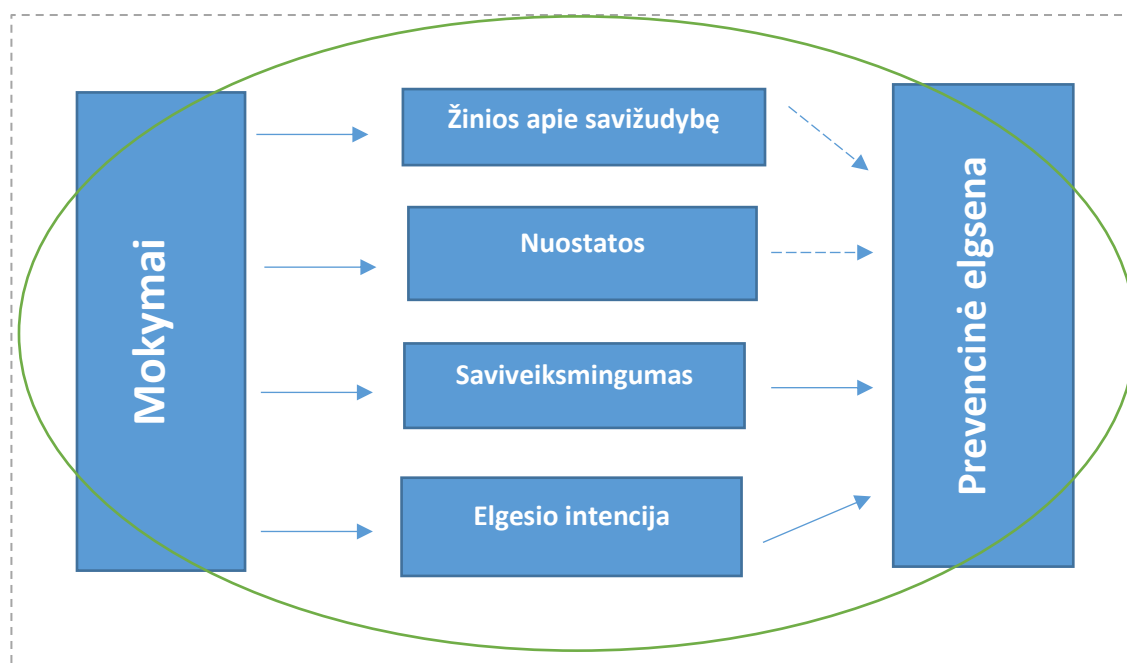 Mokymai
Žinios apie savižudybę
Nuostatos
Saviveiksmingumas
Elgesio intencija
Prevencinė elgsena